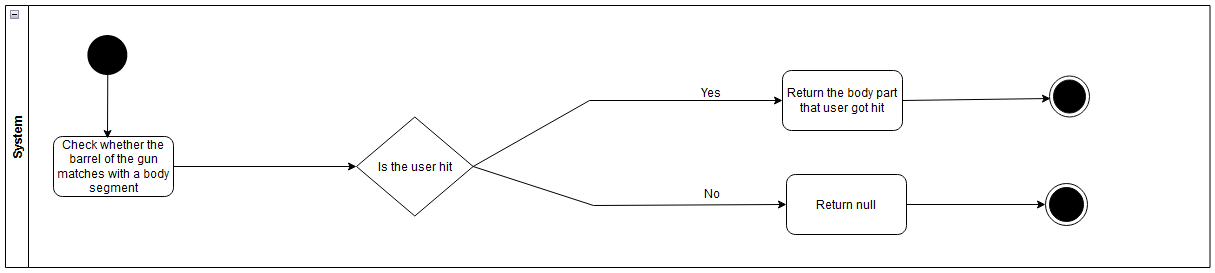 System
Check whether the
barrel of the gun
matches with a body
segment
Is the user hit
Yes
Return the body part
that user got hit
No
Return null